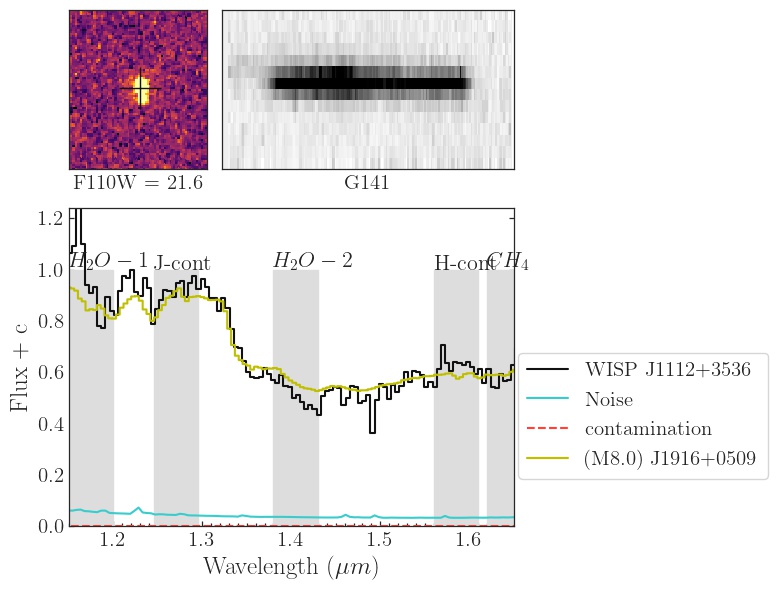 F110W = 21.6
G141
H₂O − 1
J-cont
H₂O − 2
H-cont
CH₄
1.2
1.0
0.8
0.6
0.4
0.2
0.0
Flux + c
1.2
1.3
1.4
1.5
1.6
Wavelength (μm)
WISP J1112+3536
Noise
contamination
(M8.0) J1916+0509